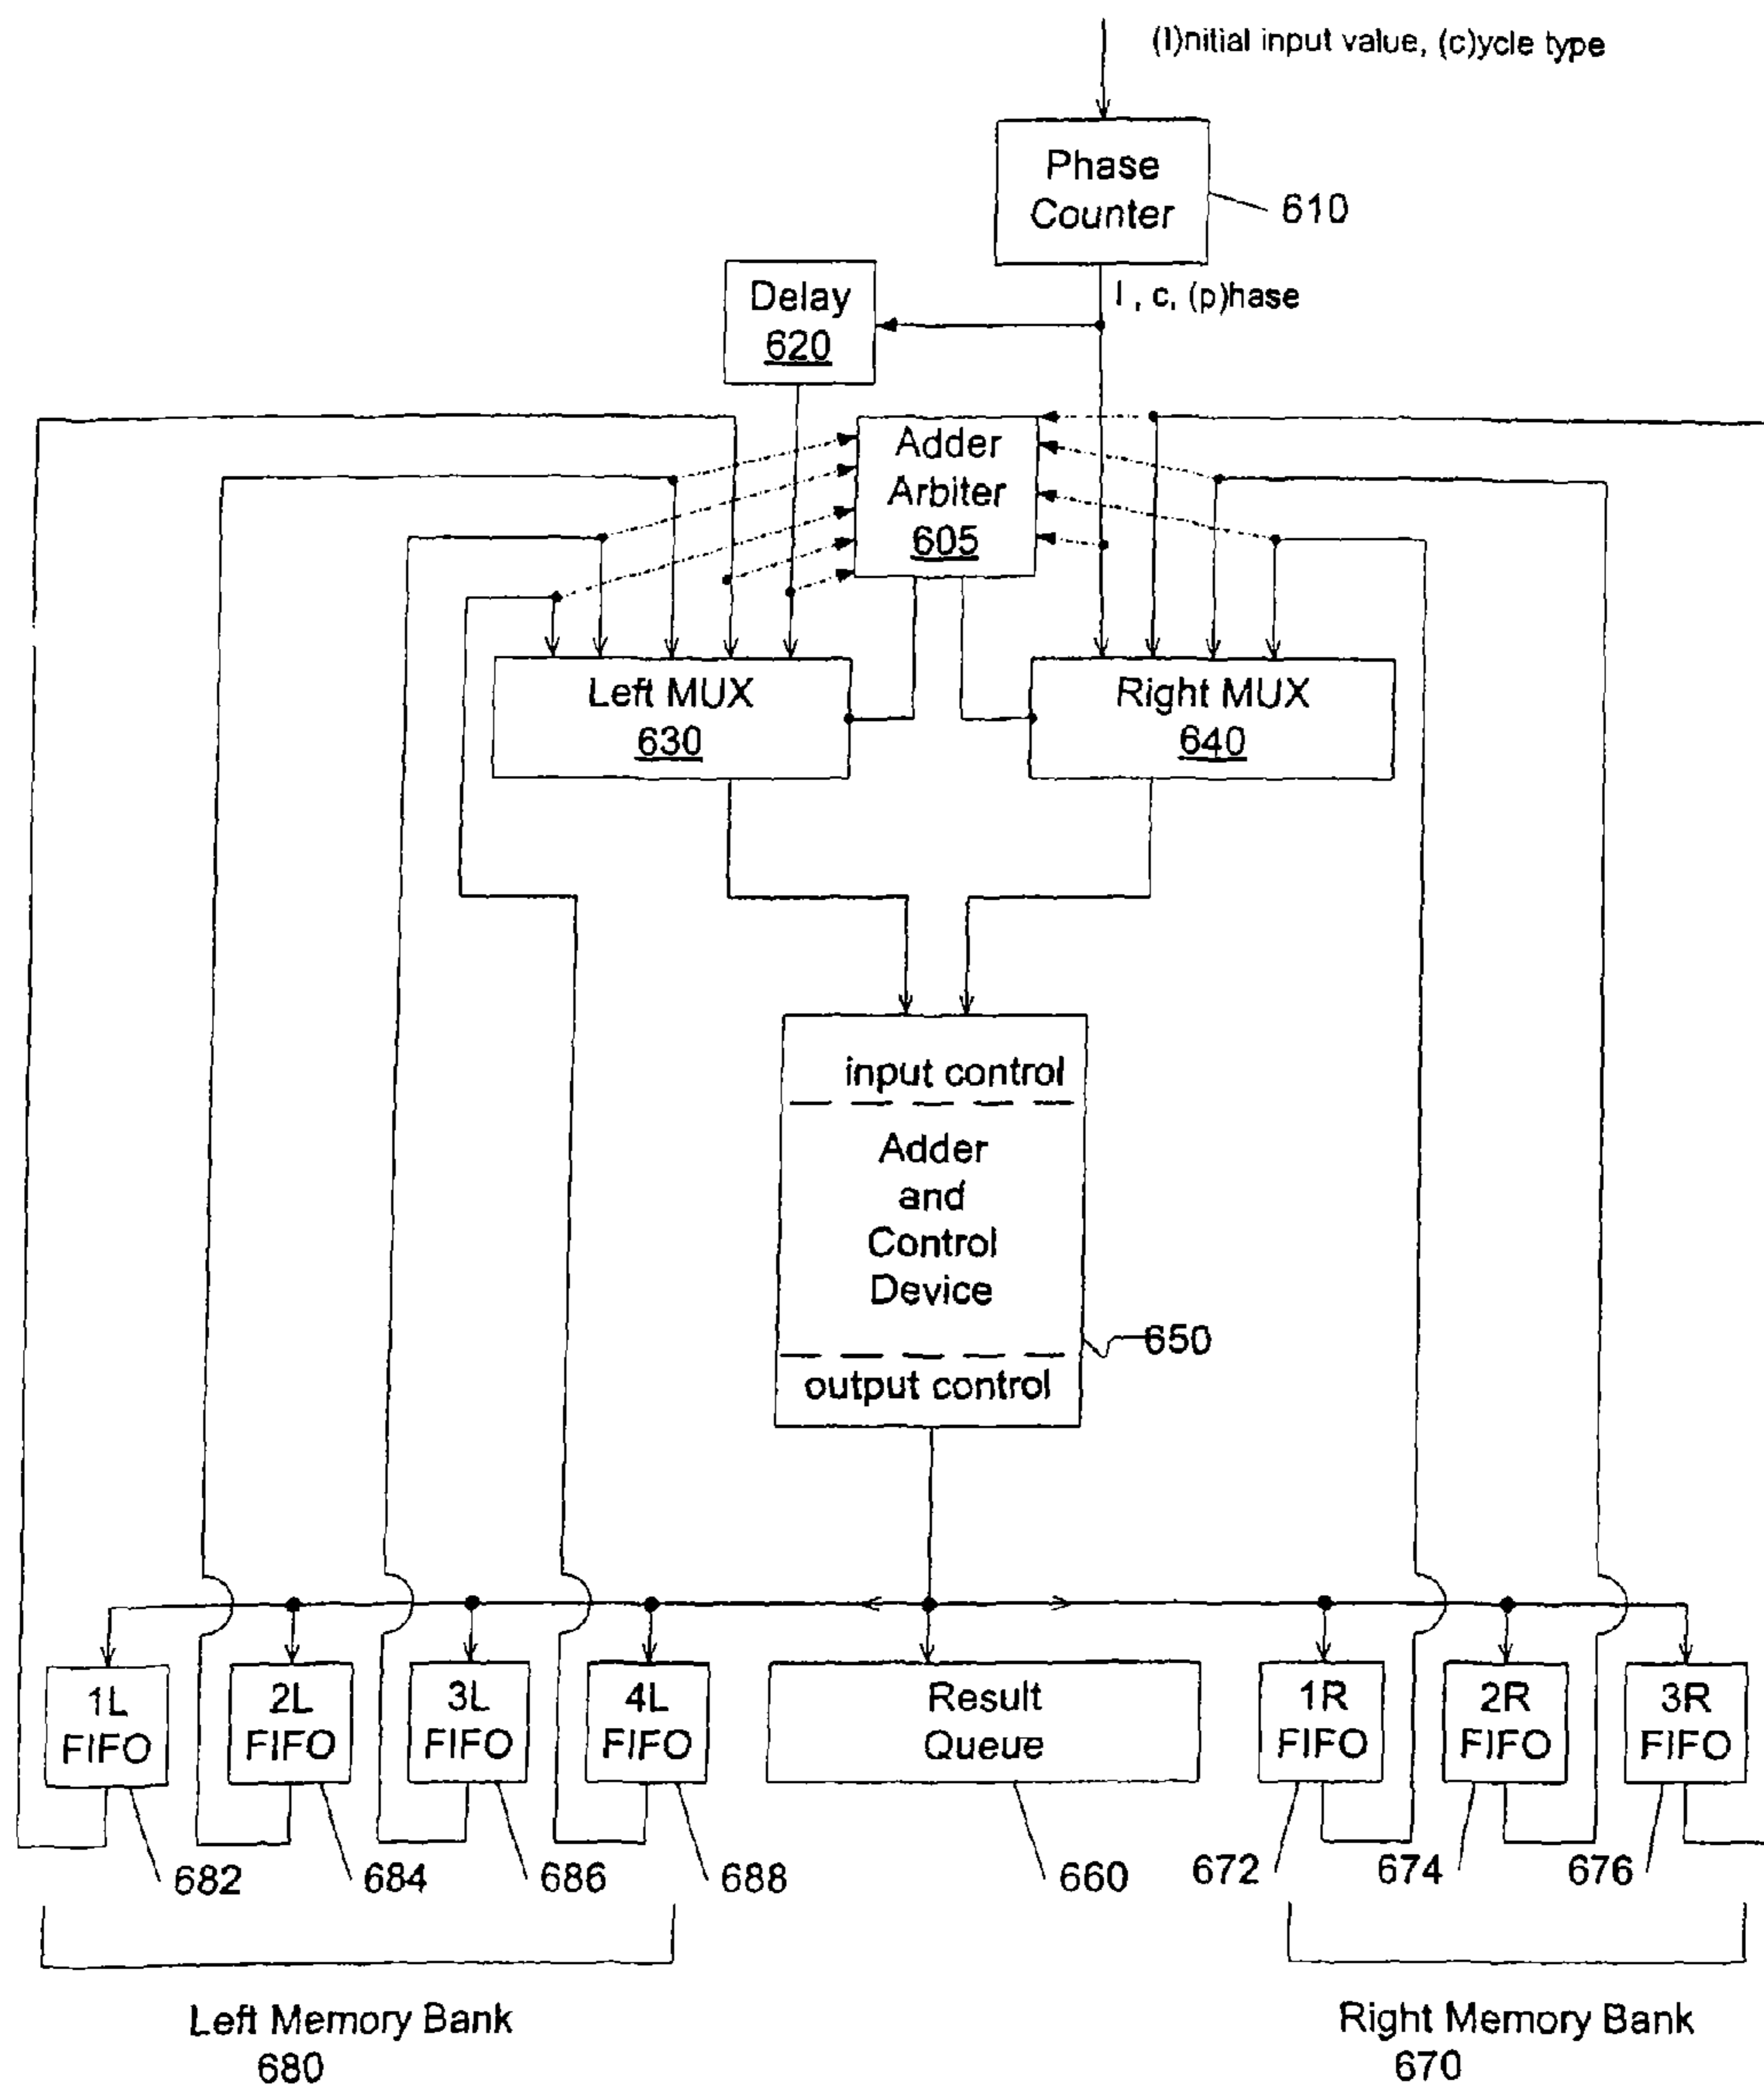 (I)nitial input value, (c)ycle type
Phase
Counter
610
I , c, (p)hase
Delay
620
Adder
Arbiter
605
Left MUX
630
Right MUX
640
input control
Adder
and
Control
Device
650
output control
1L
FIFO
2L
FIFO
3L
FIFO
4L
FIFO
Result
Queue
1R
FIFO
2R
FIFO
3R
FIFO
682
684
686
688
660
672
674
676
Left Memory Bank
680
Right Memory Bank
670